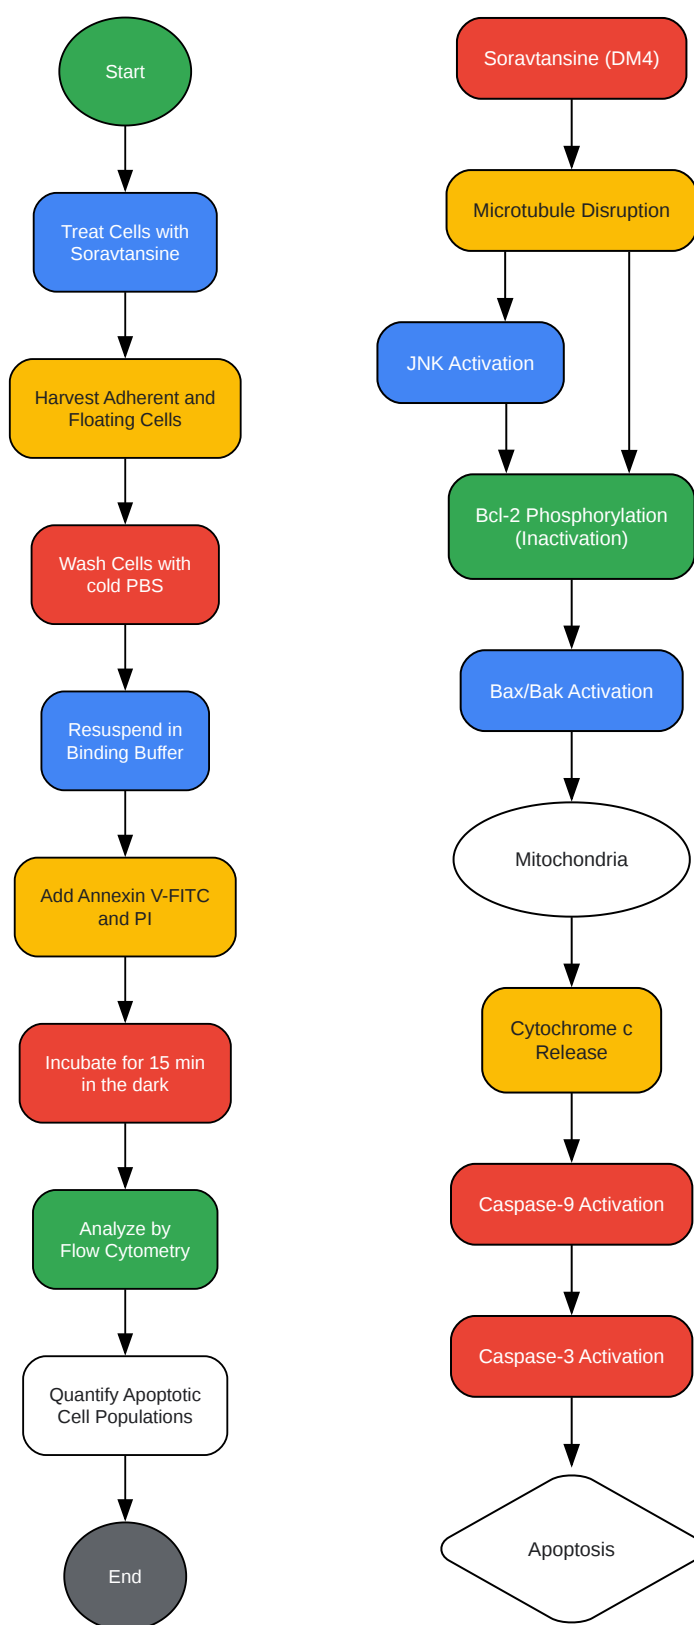 Start
Treat Cells with
Soravtansine
Harvest Adherent and
Floating Cells
Wash Cells with
cold PBS
Resuspend in
Binding Buffer
Add Annexin V-FITC
and PI
Incubate for 15 min
in the dark
Analyze by
Flow Cytometry
Quantify Apoptotic
Cell Populations
End
Soravtansine (DM4)
Microtubule Disruption
JNK Activation
Bcl-2 Phosphorylation
(Inactivation)
Bax/Bak Activation
Mitochondria
Cytochrome c
Release
Caspase-9 Activation
Caspase-3 Activation
Apoptosis